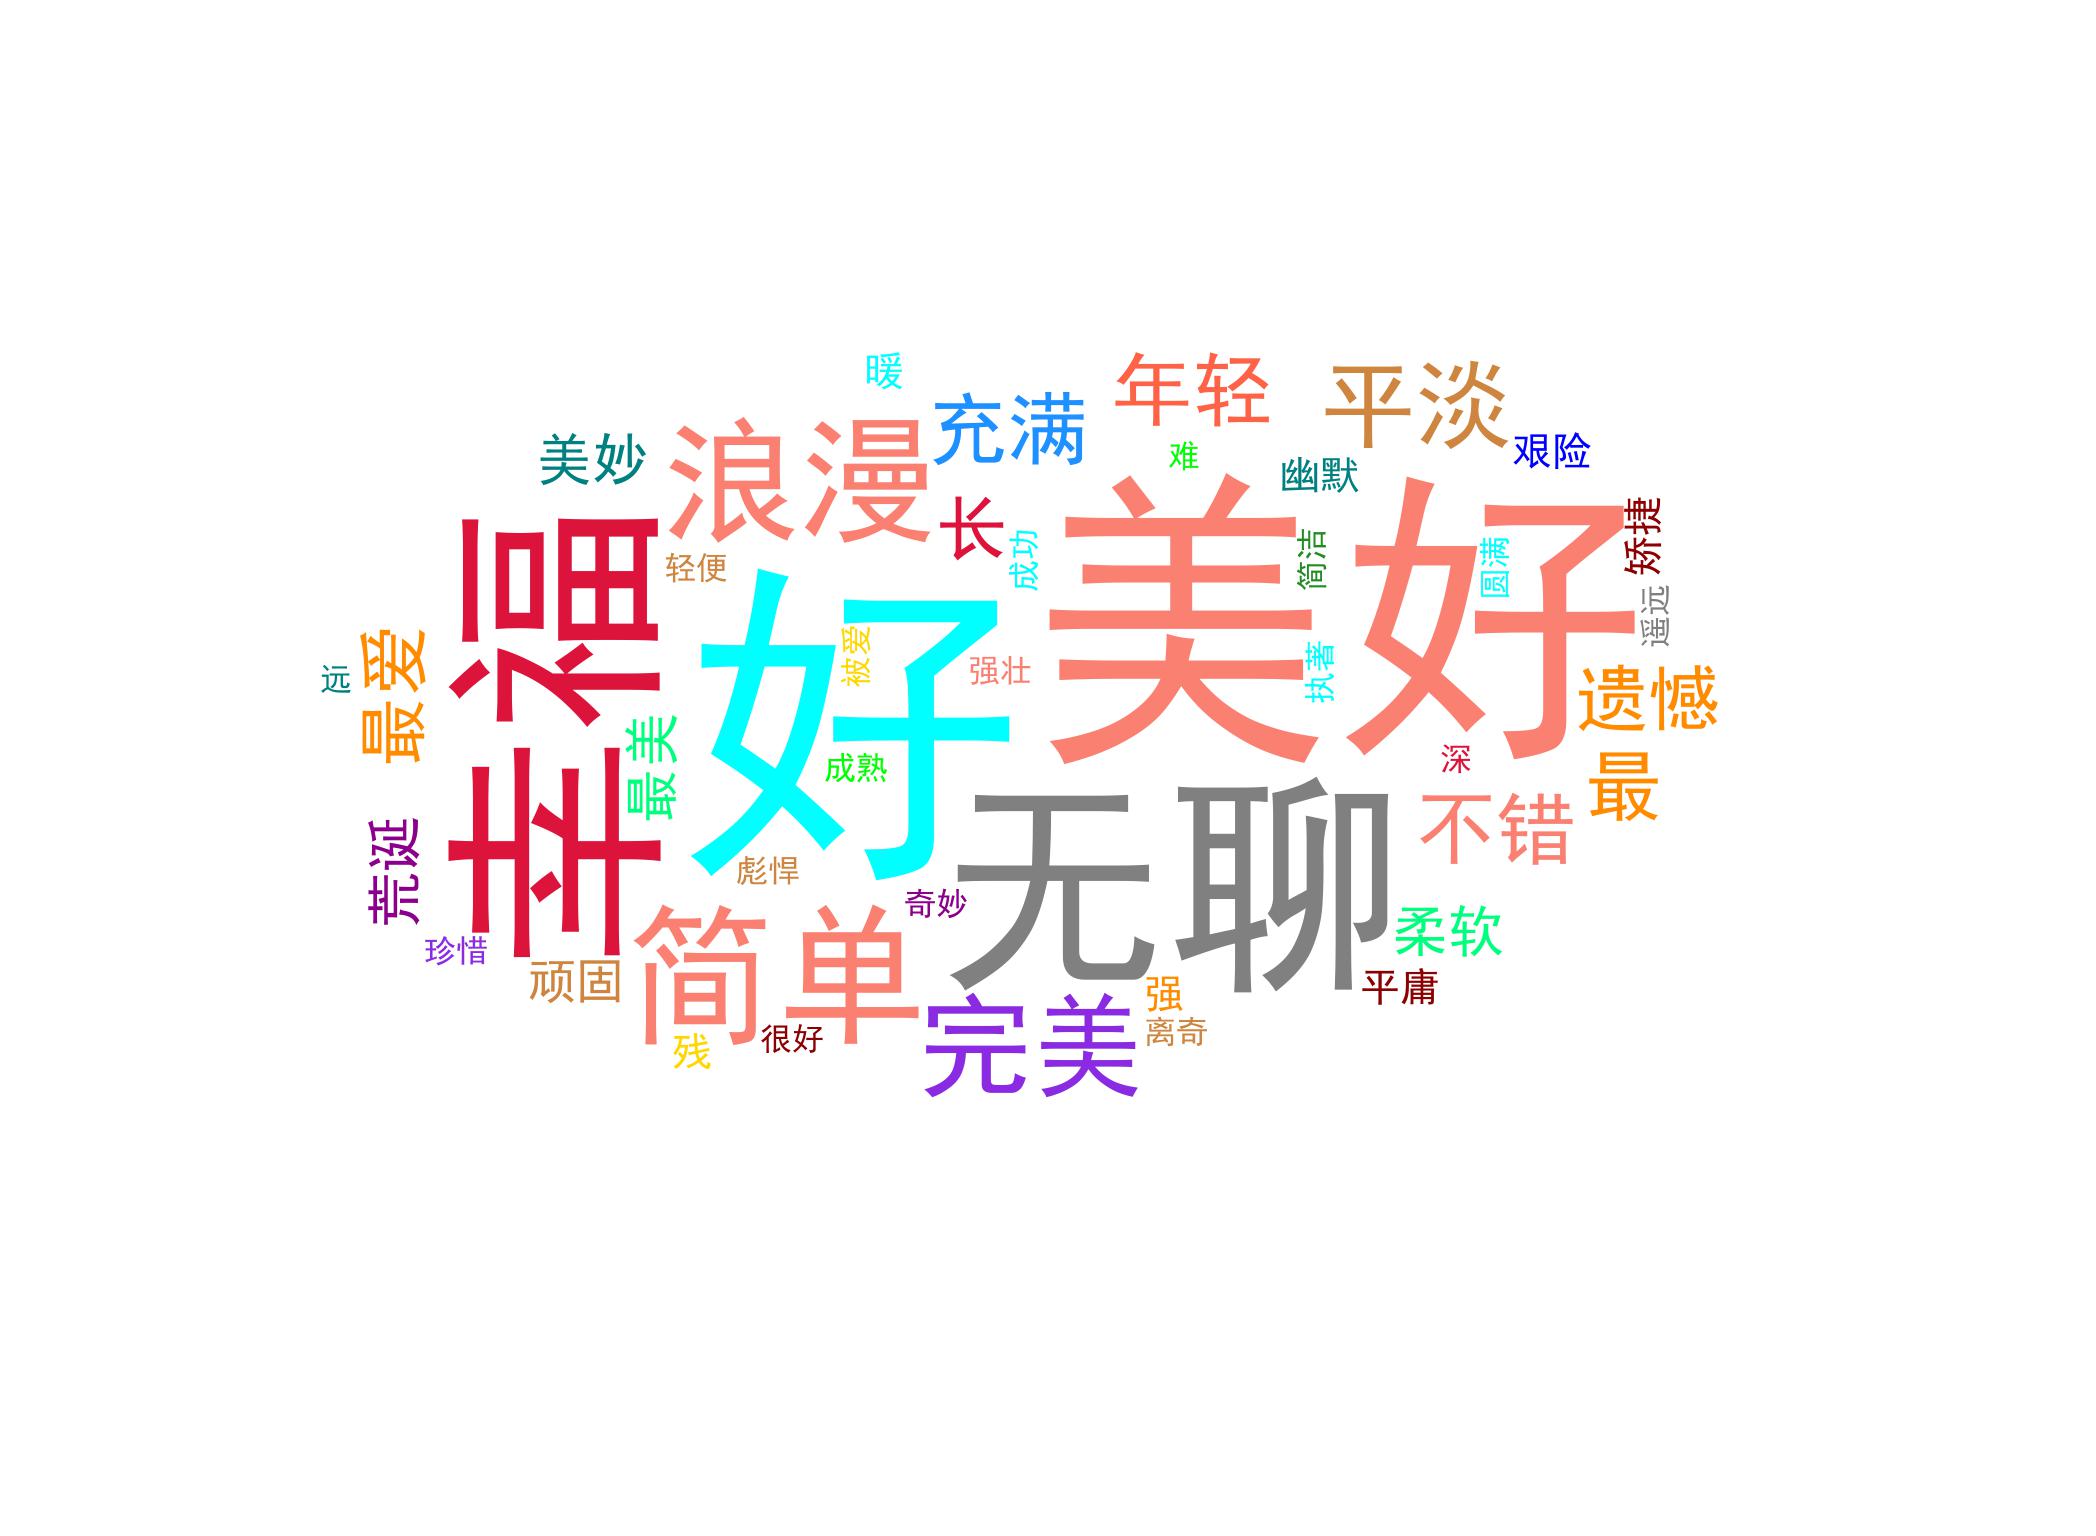 暖
年轻
平淡
充满
浪漫
美妙
难
艰险
幽默
长
矫捷
成功
简洁
圆满
轻便
美好
幸福
好
被爱
强壮
执著
遥远
最爱
远
遗憾
最美
成熟
深
最
无聊
不错
荒诞
彪悍
奇妙
柔软
珍惜
顽固
简单
平庸
强
离奇
很好
残
完美